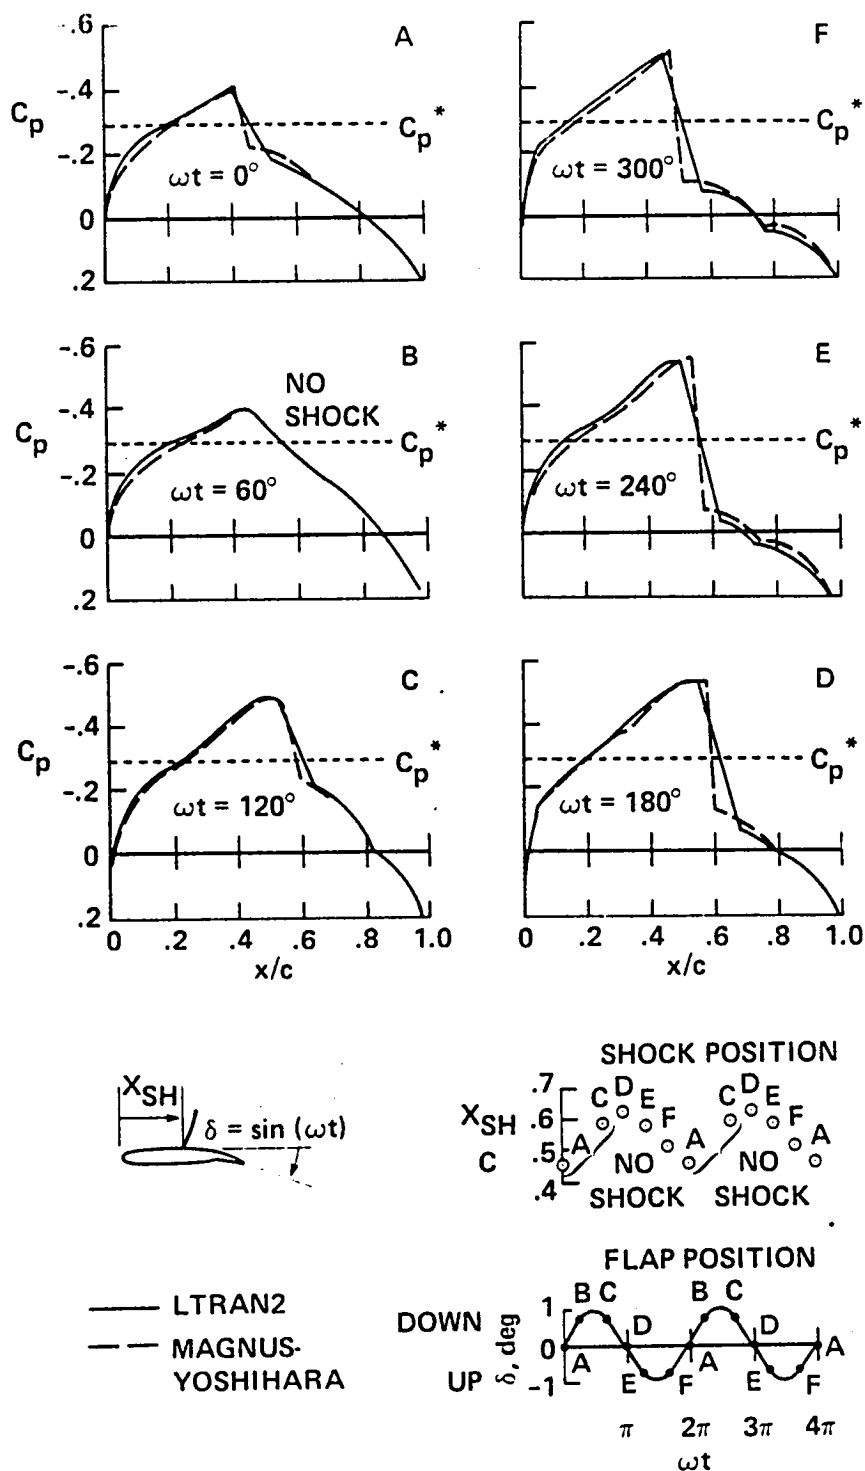 -.6
A
-.4
Cp
Cp*
-.2
ωt = 0°
0
.2
F
Cp*
ωt = 300°
-.6
B
NO
SHOCK
-.4
Cp
Cp*
-.2
ωt = 60°
0
.2
E
Cp*
ωt = 240°
-.6
C
-.4
Cp
Cp*
-.2
ωt = 120°
0
.2
0 .2 .4 .6 .8 1.0
x/c
D
Cp*
ωt = 180°
0 .2 .4 .6 .8 1.0
x/c
XSH
δ = sin (ωt)
SHOCK POSITION
.7
.6
.5
.4
XSH
C
A C D E F A C D E F A
NO NO
SHOCK SHOCK
LTRAN2
MAGNUS-
YOSHIHARA
FLAP POSITION
DOWN
UP
δ, deg
1
0
-1
B C B C
A D A D A
E F E F
π 2π 3π 4π
ωt